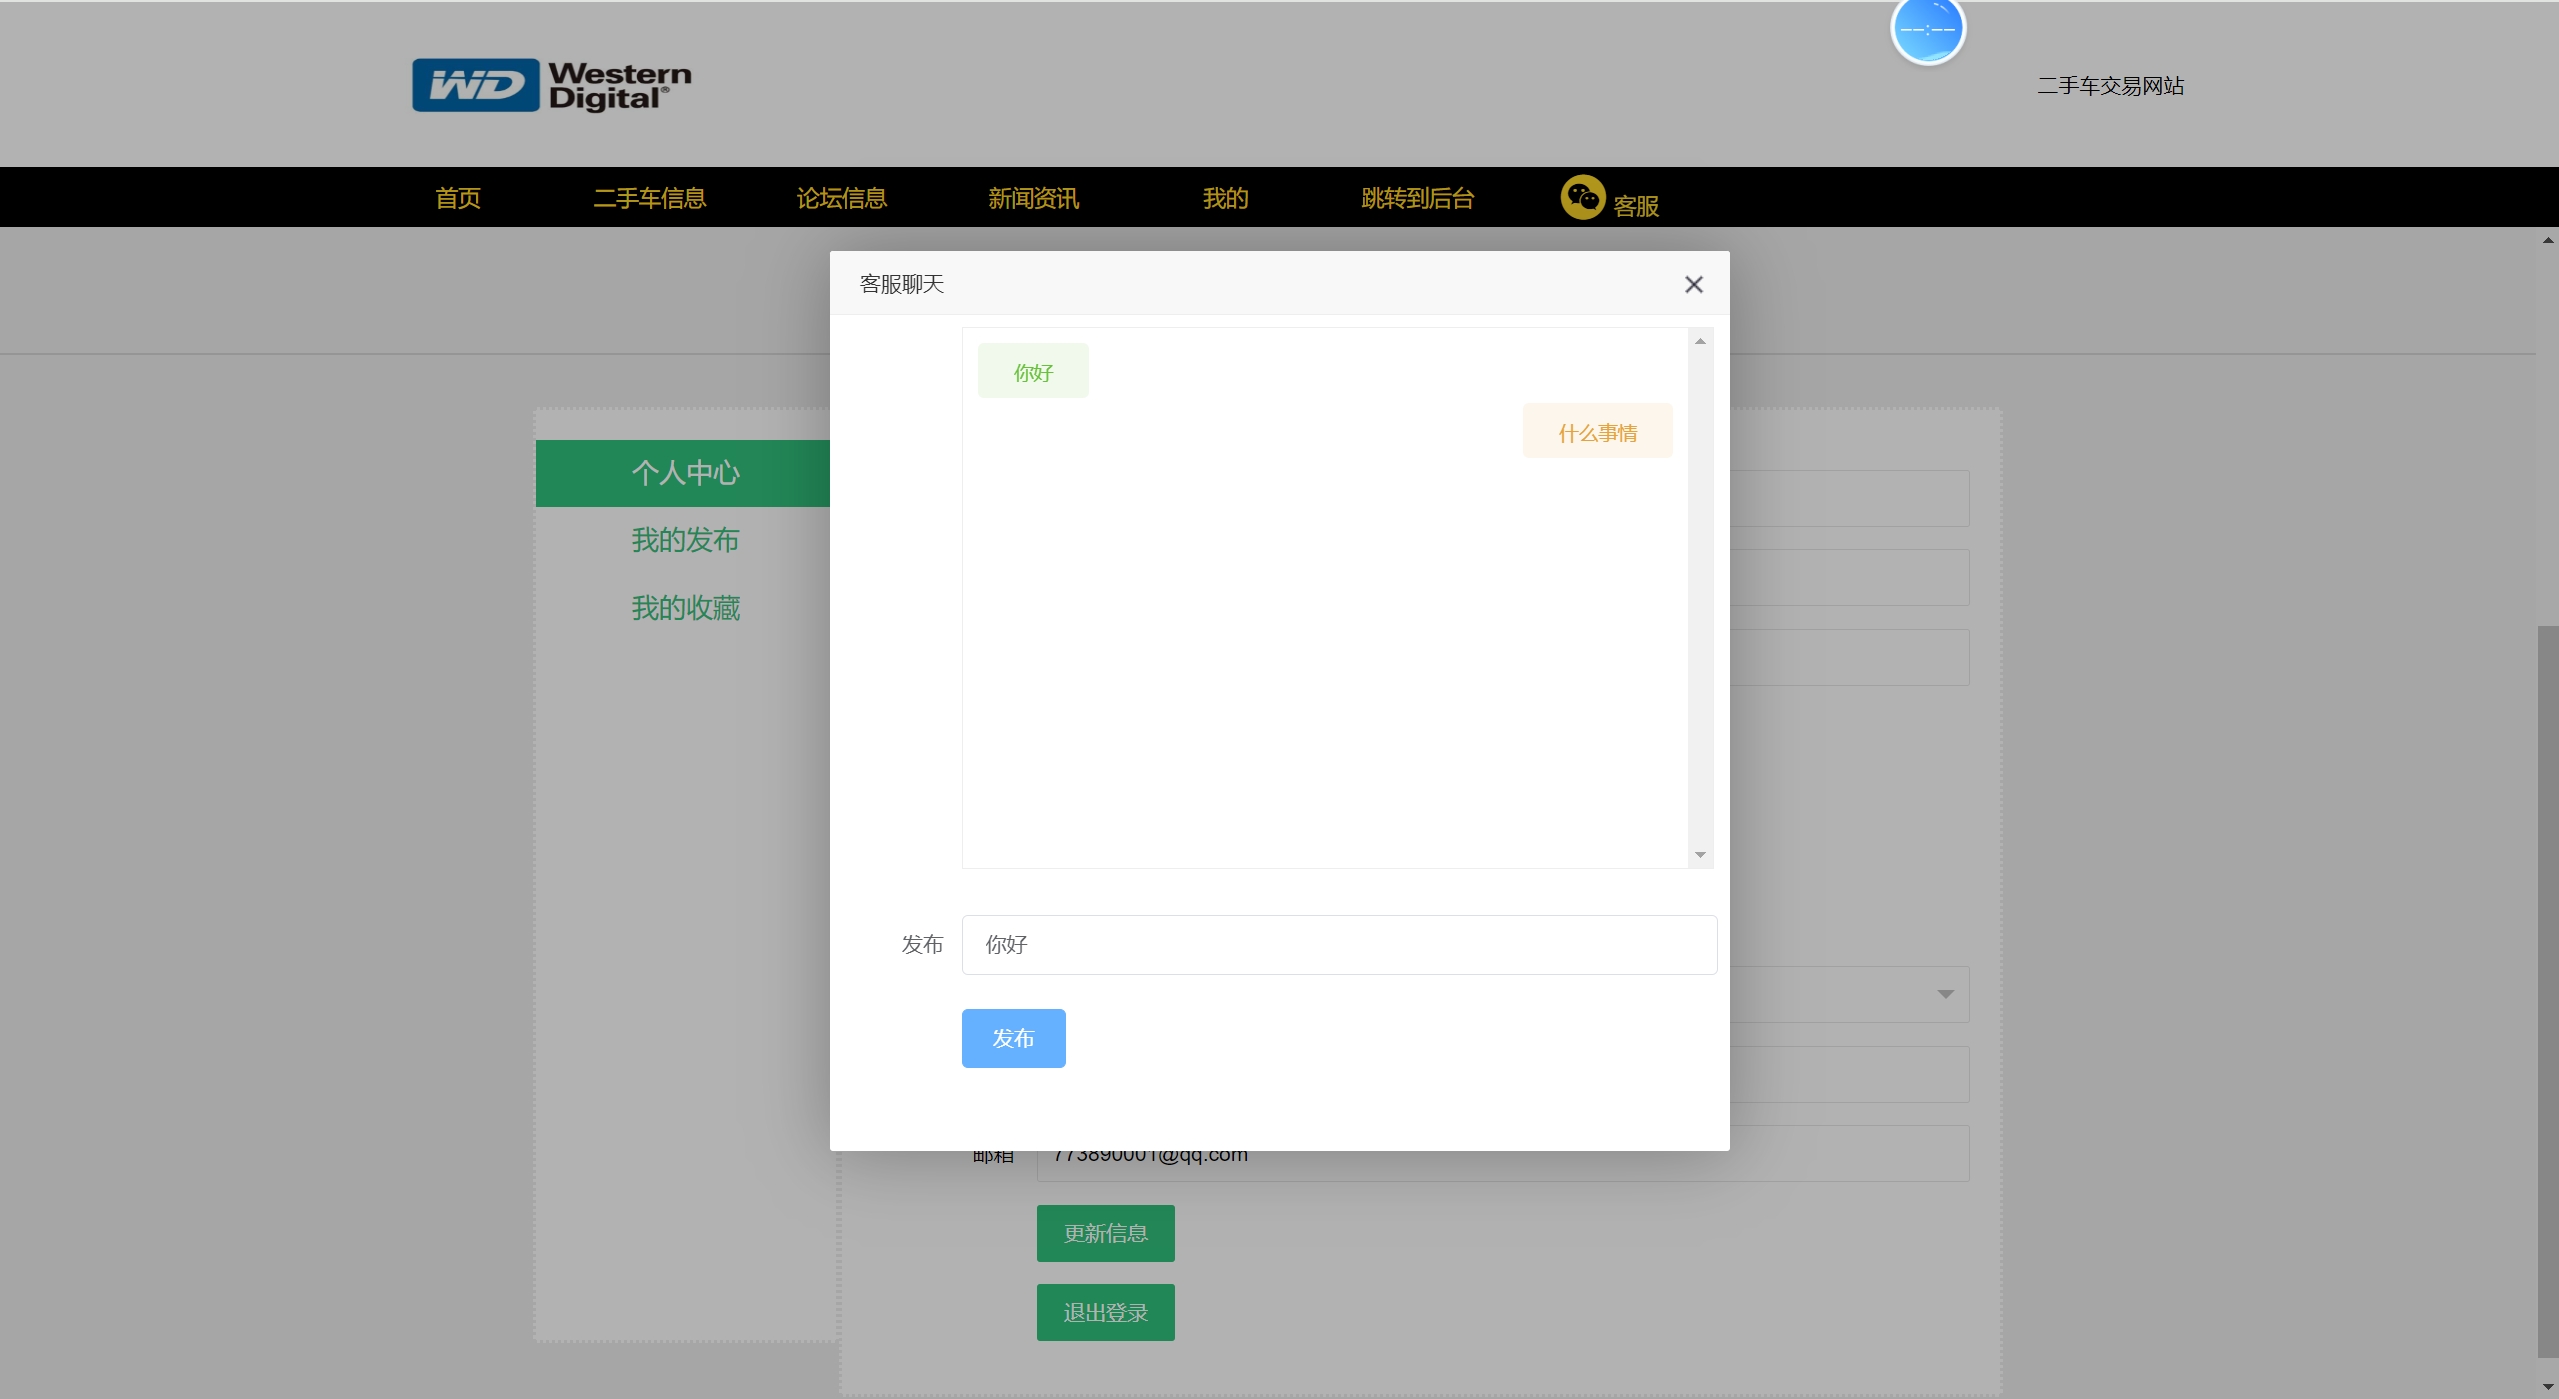 WD Western Digital®
二手车交易网站
首页 二手车信息 论坛信息 新闻资讯 我的 跳转到后台 客服
客服聊天
你好
什么事情
个人中心
我的发布
我的收藏
发布 你好
发布
邮箱 773890001@qq.com
更新信息
退出登录